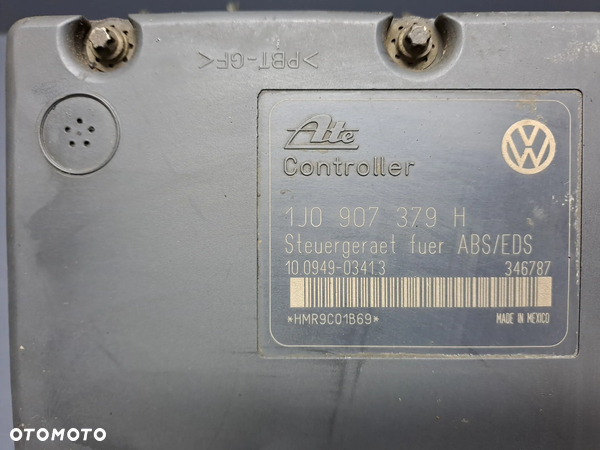 >PBT-GF<
Ate
Controller
1J0 907 379 H
Steuergeraet fuer ABS/EDS
10.0949-0341.3 346787
*HMR9C01B69*
MADE IN MEXICO
OTOMOTO